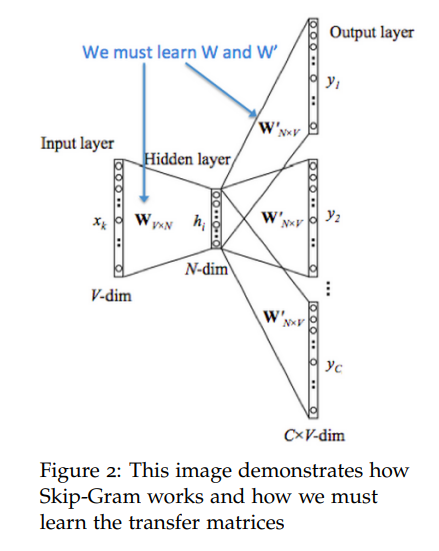 Output layer
We must learn W and W'
y1
W'N×V
Input layer
Hidden layer
xk
WV×N
hi
W'N×V
y2
N-dim
V-dim
W'N×V
yC
C×V-dim
Figure 2: This image demonstrates how
Skip-Gram works and how we must
learn the transfer matrices